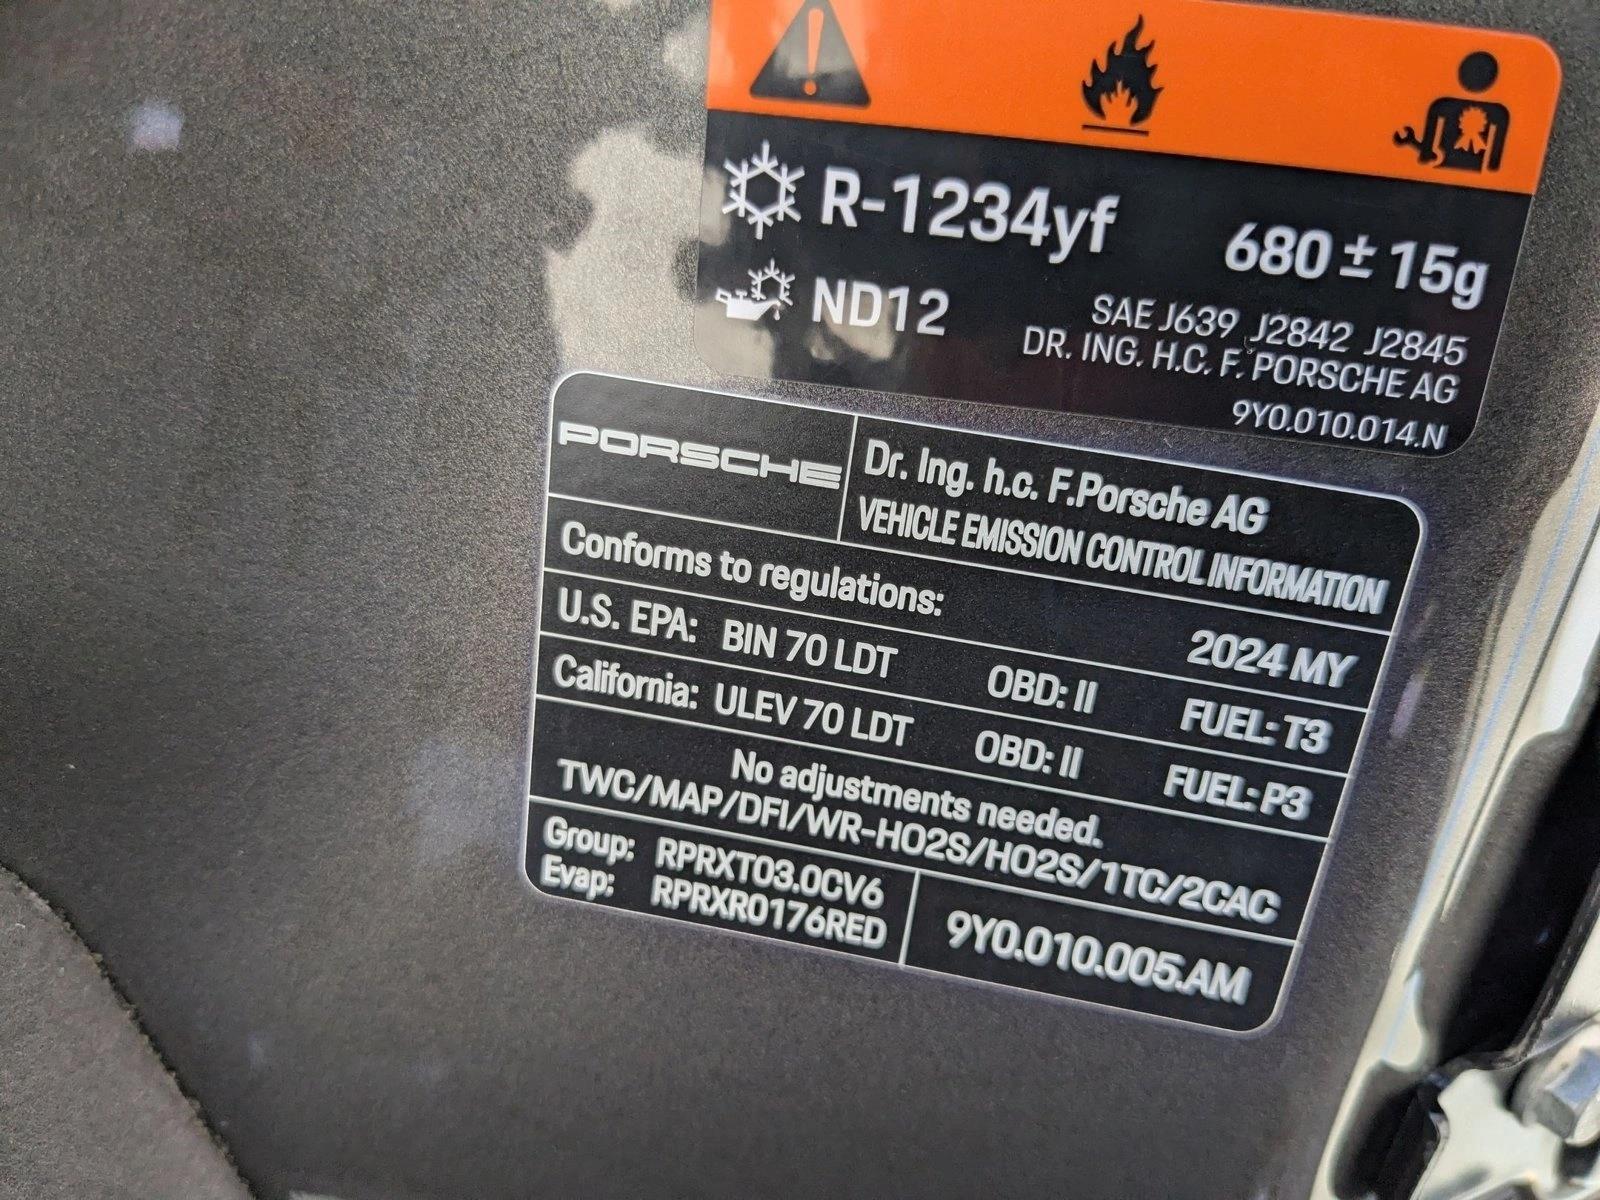 R-1234yf 680 ± 15g
ND12
SAE J639 J2842 J2845
DR. ING. H.C. F. PORSCHE AG
9Y0.010.014.N
PORSCHE
Dr. Ing. h.c. F.Porsche AG
VEHICLE EMISSION CONTROL INFORMATION
Conforms to regulations: 2024 MY
U.S. EPA: BIN 70 LDT OBD: II FUEL: T3
California: ULEV 70 LDT OBD: II FUEL: P3
No adjustments needed.
TWC/MAP/DFI/WR-HO2S/HO2S/1TC/2CAC
Group: RPRXT03.0CV6
Evap: RPRXR0176RED
9Y0.010.005.AM